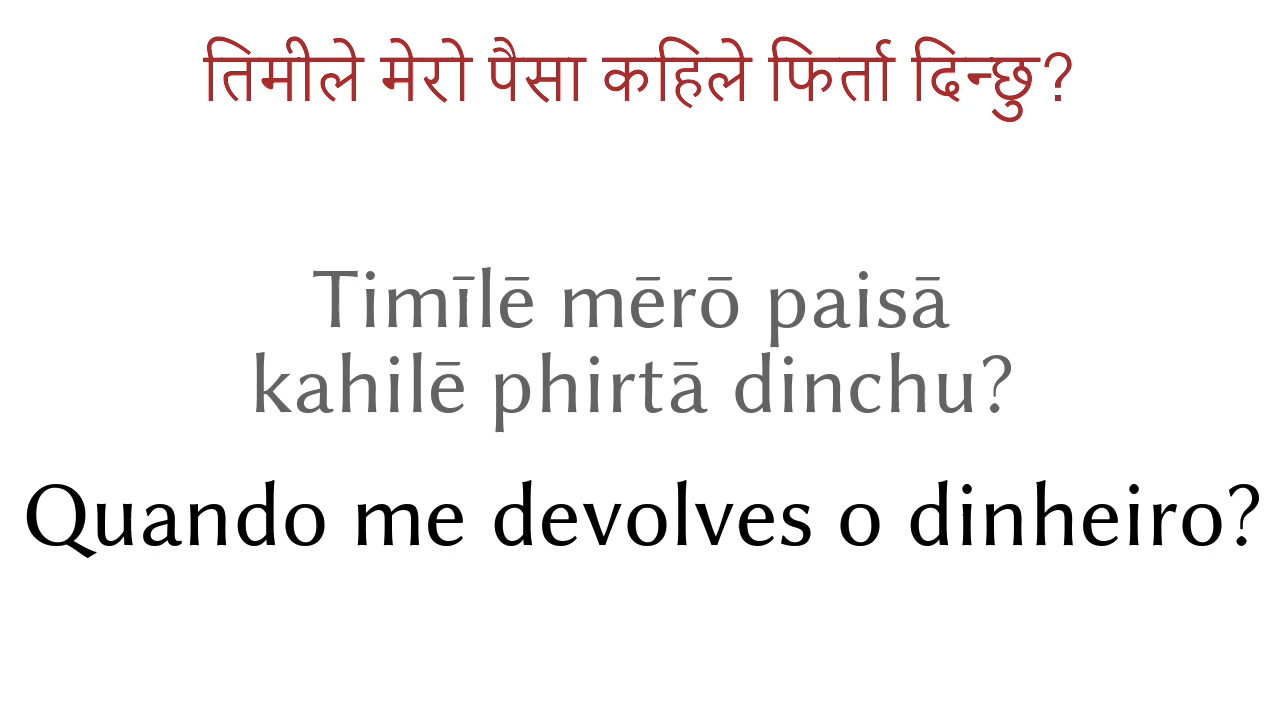 तिमीले मेरो पैसा कहिले फिर्ता दिन्छु?
Timīlē mērō paisā
kahilē phirtā dinchu?
Quando me devolves o dinheiro?